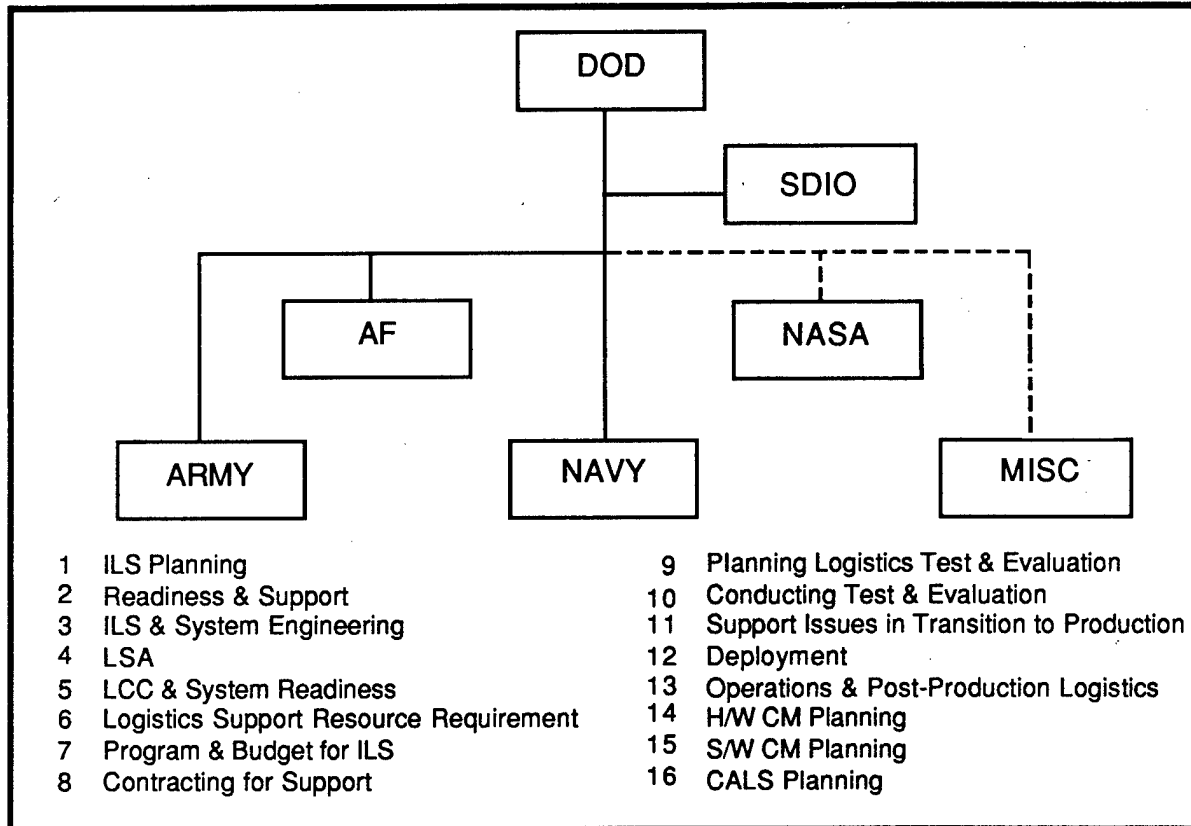 DOD
SDIO
AF
NASA
ARMY
NAVY
MISC
1 ILS Planning
2 Readiness & Support
3 ILS & System Engineering
4 LSA
5 LCC & System Readiness
6 Logistics Support Resource Requirement
7 Program & Budget for ILS
8 Contracting for Support
9 Planning Logistics Test & Evaluation
10 Conducting Test & Evaluation
11 Support Issues in Transition to Production
12 Deployment
13 Operations & Post-Production Logistics
14 H/W CM Planning
15 S/W CM Planning
16 CALS Planning